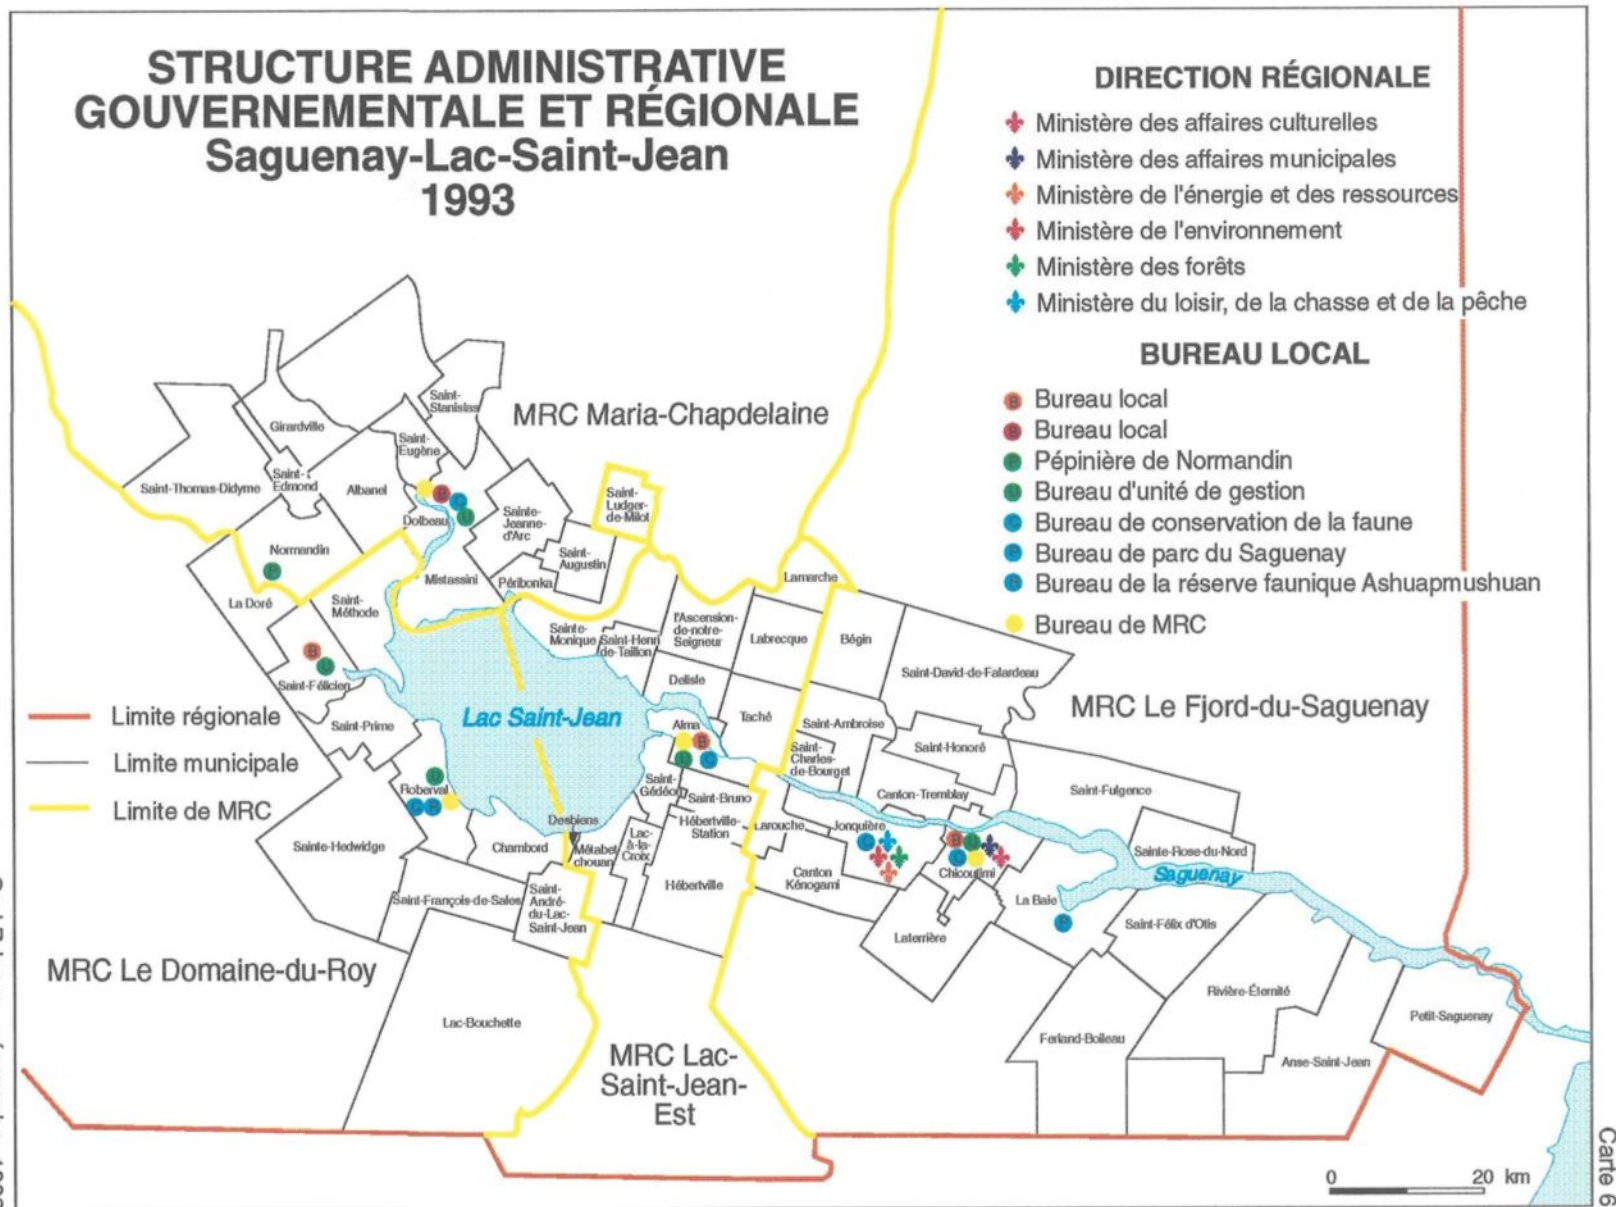 STRUCTURE ADMINISTRATIVE
GOUVERNEMENTALE ET RÉGIONALE
Saguenay-Lac-Saint-Jean
1993
DIRECTION RÉGIONALE
Ministère des affaires culturelles
Ministère des affaires municipales
Ministère de l'énergie et des ressources
Ministère de l'environnement
Ministère des forêts
Ministère du loisir, de la chasse et de la pêche
BUREAU LOCAL
B Bureau local
B Bureau local
P Pépinière de Normandin
U Bureau d'unité de gestion
C Bureau de conservation de la faune
P Bureau de parc du Saguenay
B Bureau de la réserve faunique Ashuapmushuan
Bureau de MRC
MRC Maria-Chapdelaine
Saint-
Stanislas
Girardville
Saint-
Eugène
Saint-
Edmond
Saint-Thomas-Didyme
Albanel
B
C
U
Dolbeau
Sainte-
Jeanne-
d'Arc
Saint-
Ludger-
de-Milot
Normandin
P
Saint-
Augustin
Mistassini
Péribonka
Lamarche
La Doré
Saint-
Méthode
Sainte-
Monique
Saint-Henri
de-Taillon
l'Ascension-
de-notre-
Seigneur
Labrecque
Bégin
B
U
Saint-Félicien
Delisle
Saint-David-de-Falardeau
MRC Le Fjord-du-Saguenay
Limite régionale
Limite municipale
Limite de MRC
Saint-Prime
Lac Saint-Jean
Alma
B
U
C
Taché
Saint-Ambroise
Saint-Honoré
Saint-
Charles-
de-Bourget
U
Roberval
C
B
Saint-
Gédéon
Saint-Bruno
Canton-Tremblay
Saint-Fulgence
Desbiens
Hébertville-
Station
Larouche
Jonquière
C
B
U
C
Chicoutimi
Sainte-Hedwidge
Chambord
Métabet
chouan
Lac-
à-la-
Croix
Sainte-Rose-du-Nord
Saguenay
Canton
Kénogami
Hébertville
Saint-François-de-Sales
Saint-
André-
du-Lac-
Saint-Jean
La Baie
P
Saint-Félix d'Otis
Laterrière
MRC Le Domaine-du-Roy
Rivière-Éternité
Lac-Bouchette
Petit-Saguenay
Ferland-Boileau
Anse-Saint-Jean
MRC Lac-
Saint-Jean-
Est
0 20 km
Carte 6